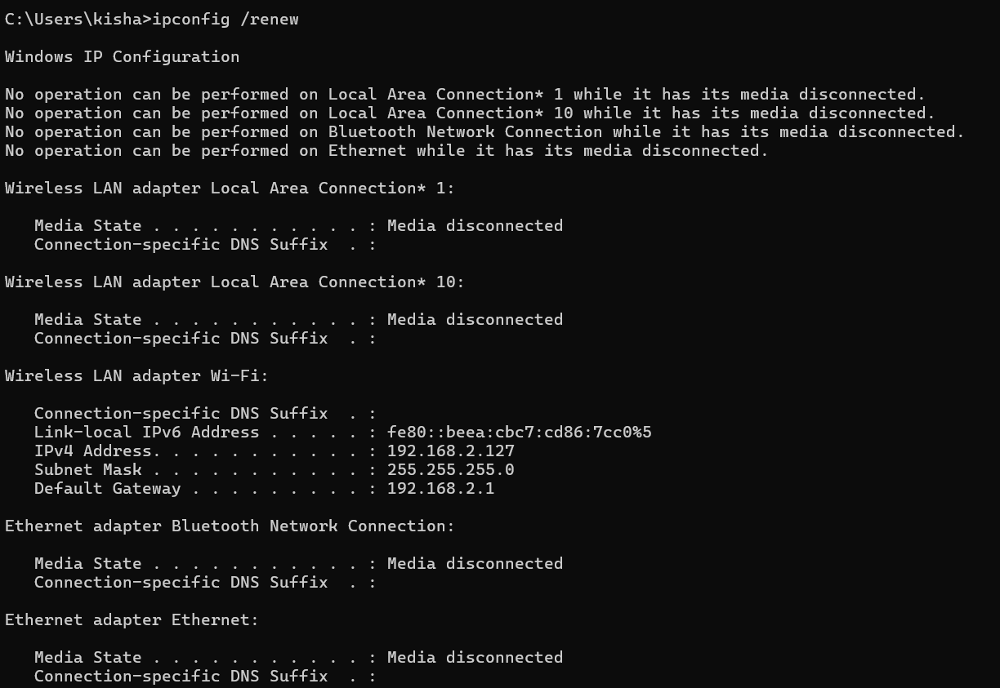 C:\Users\kisha>ipconfig /renew
Windows IP Configuration
No operation can be performed on Local Area Connection* 1 while it has its media disconnected.
No operation can be performed on Local Area Connection* 10 while it has its media disconnected.
No operation can be performed on Bluetooth Network Connection while it has its media disconnected.
No operation can be performed on Ethernet while it has its media disconnected.
Wireless LAN adapter Local Area Connection* 1:
   Media State . . . . . . . . . . . : Media disconnected
   Connection-specific DNS Suffix  . :
Wireless LAN adapter Local Area Connection* 10:
   Media State . . . . . . . . . . . : Media disconnected
   Connection-specific DNS Suffix  . :
Wireless LAN adapter Wi-Fi:
   Connection-specific DNS Suffix  . :
   Link-local IPv6 Address . . . . . : fe80::beea:cbc7:cd86:7cc0%5
   IPv4 Address. . . . . . . . . . . : 192.168.2.127
   Subnet Mask . . . . . . . . . . . : 255.255.255.0
   Default Gateway . . . . . . . . . : 192.168.2.1
Ethernet adapter Bluetooth Network Connection:
   Media State . . . . . . . . . . . : Media disconnected
   Connection-specific DNS Suffix  . :
Ethernet adapter Ethernet:
   Media State . . . . . . . . . . . : Media disconnected
   Connection-specific DNS Suffix  . :